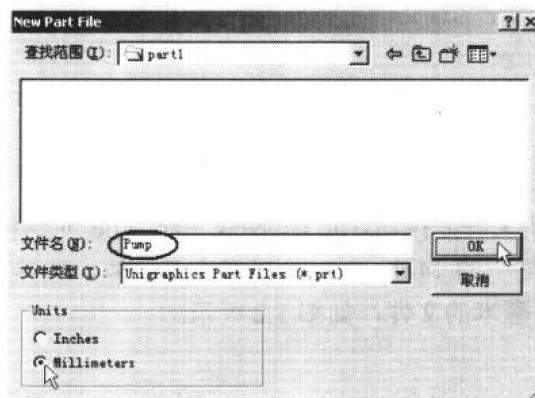 New Part File
查找范围(I): part1
文件名(N): Pump
OK
文件类型(T): Unigraphics Part Files (*.prt)
取消
Units
Inches
Millimeters